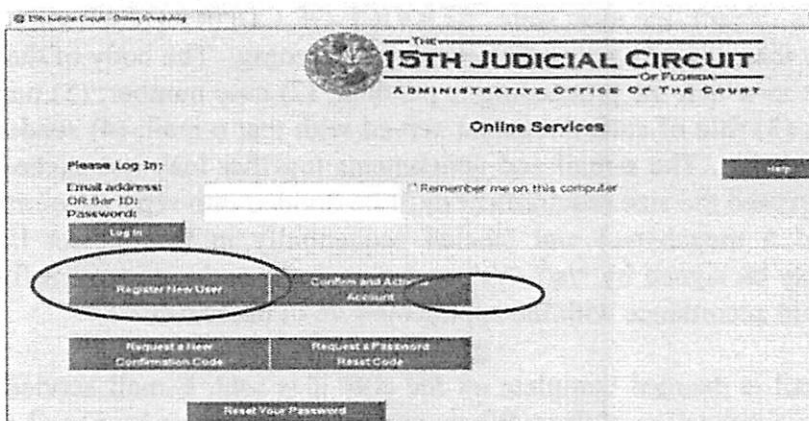 15th Judicial Circuit - Online Scheduling
THE
15TH JUDICIAL CIRCUIT
OF FLORIDA
ADMINISTRATIVE OFFICE OF THE COURT
Online Services
Please Log In:
Help
Email address:
OR Bar ID:
Remember me on this computer
Password:
Log In
Register New User
Confirm and Activate
Account
Request a New
Confirmation Code
Request a Password
Reset Code
Reset Your Password